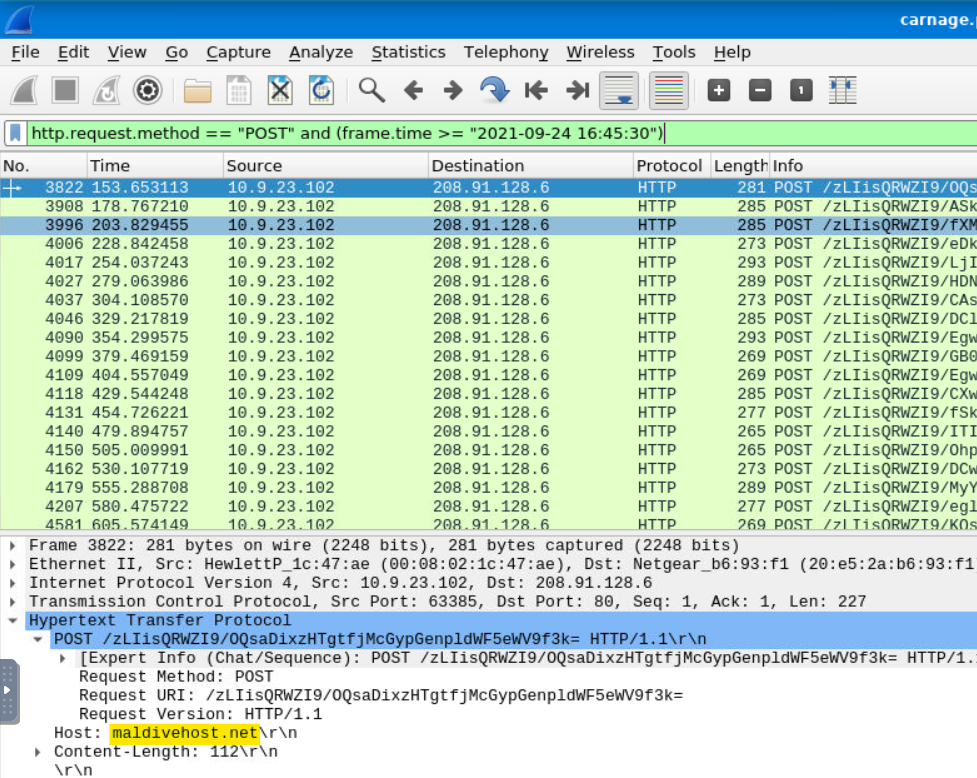 carnage.
File Edit View Go Capture Analyze Statistics Telephony Wireless Tools Help
http.request.method == "POST" and (frame.time >= "2021-09-24 16:45:30")
No. Time Source Destination Protocol Length Info
3822 153.653113 10.9.23.102 208.91.128.6 HTTP 281 POST /zLIisQRWZI9/OQs
3908 178.767210 10.9.23.102 208.91.128.6 HTTP 285 POST /zLIisQRWZI9/ASk
3996 203.829455 10.9.23.102 208.91.128.6 HTTP 285 POST /zLIisQRWZI9/fXM
4006 228.842458 10.9.23.102 208.91.128.6 HTTP 273 POST /zLIisQRWZI9/eDk
4017 254.037243 10.9.23.102 208.91.128.6 HTTP 293 POST /zLIisQRWZI9/LjI
4027 279.063986 10.9.23.102 208.91.128.6 HTTP 289 POST /zLIisQRWZI9/HDN
4037 304.108570 10.9.23.102 208.91.128.6 HTTP 273 POST /zLIisQRWZI9/CAs
4046 329.217819 10.9.23.102 208.91.128.6 HTTP 285 POST /zLIisQRWZI9/DCl
4090 354.299575 10.9.23.102 208.91.128.6 HTTP 293 POST /zLIisQRWZI9/Egw
4099 379.469159 10.9.23.102 208.91.128.6 HTTP 269 POST /zLIisQRWZI9/GB0
4109 404.557049 10.9.23.102 208.91.128.6 HTTP 269 POST /zLIisQRWZI9/Egw
4118 429.544248 10.9.23.102 208.91.128.6 HTTP 285 POST /zLIisQRWZI9/CXw
4131 454.726221 10.9.23.102 208.91.128.6 HTTP 277 POST /zLIisQRWZI9/fSk
4140 479.894757 10.9.23.102 208.91.128.6 HTTP 265 POST /zLIisQRWZI9/ITI
4150 505.009991 10.9.23.102 208.91.128.6 HTTP 265 POST /zLIisQRWZI9/Ohp
4162 530.107719 10.9.23.102 208.91.128.6 HTTP 273 POST /zLIisQRWZI9/DCw
4179 555.288708 10.9.23.102 208.91.128.6 HTTP 289 POST /zLIisQRWZI9/MyY
4207 580.475722 10.9.23.102 208.91.128.6 HTTP 277 POST /zLIisQRWZI9/egl
4581 605.574149 10.9.23.102 208.91.128.6 HTTP 269 POST /zLIisQRWZI9/KQs
Frame 3822: 281 bytes on wire (2248 bits), 281 bytes captured (2248 bits)
Ethernet II, Src: HewlettP_1c:47:ae (00:08:02:1c:47:ae), Dst: Netgear_b6:93:f1 (20:e5:2a:b6:93:f1
Internet Protocol Version 4, Src: 10.9.23.102, Dst: 208.91.128.6
Transmission Control Protocol, Src Port: 63385, Dst Port: 80, Seq: 1, Ack: 1, Len: 227
Hypertext Transfer Protocol
POST /zLIisQRWZI9/OQsaDixzHTgtfjMcGypGenpldWF5eWV9f3k= HTTP/1.1\r\n
[Expert Info (Chat/Sequence): POST /zLIisQRWZI9/OQsaDixzHTgtfjMcGypGenpldWF5eWV9f3k= HTTP/1.
Request Method: POST
Request URI: /zLIisQRWZI9/OQsaDixzHTgtfjMcGypGenpldWF5eWV9f3k=
Request Version: HTTP/1.1
Host: maldivehost.net\r\n
Content-Length: 112\r\n
\r\n